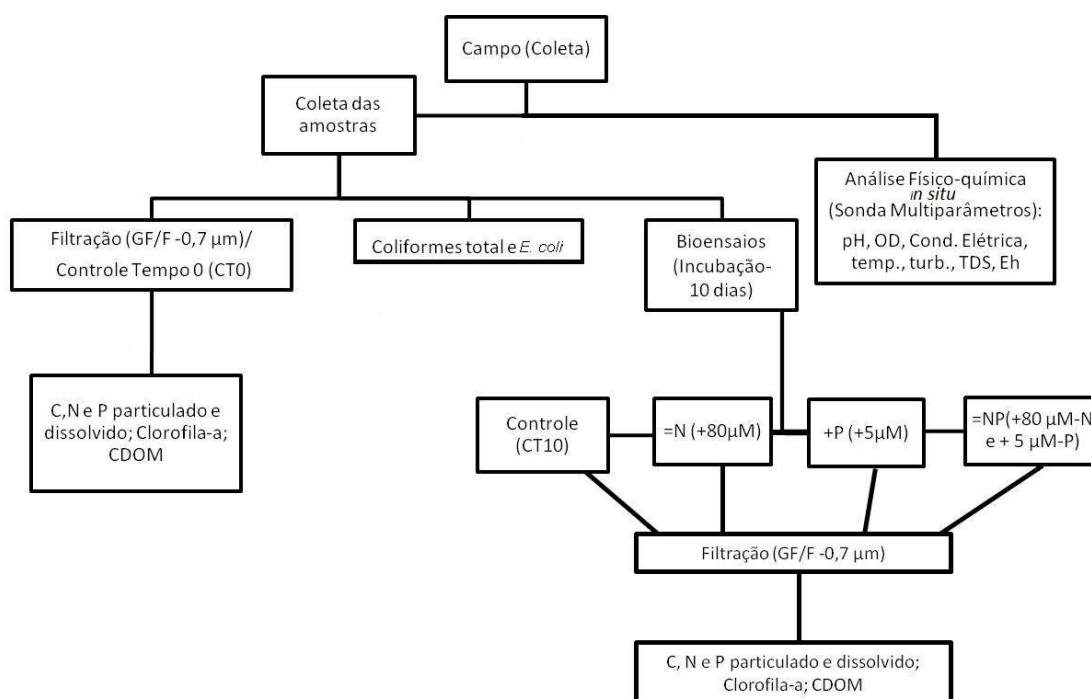 Campo (Coleta)
Coleta das
amostras
Análise Físico-química
in situ
(Sonda Multiparâmetros):
pH, OD, Cond. Elétrica,
temp., turb., TDS, Eh
Filtração (GF/F -0,7 µm)/
Controle Tempo 0 (CT0)
Coliformes total e E. coli
Bioensaios
(Incubação-
10 dias)
C,N e P particulado e
dissolvido; Clorofila-a;
CDOM
Controle
(CT10)
=N (+80µM)
+P (+5µM)
=NP(+80 µM-N
e + 5 µM-P)
Filtração (GF/F -0,7 µm)
C, N e P particulado e dissolvido;
Clorofila-a; CDOM